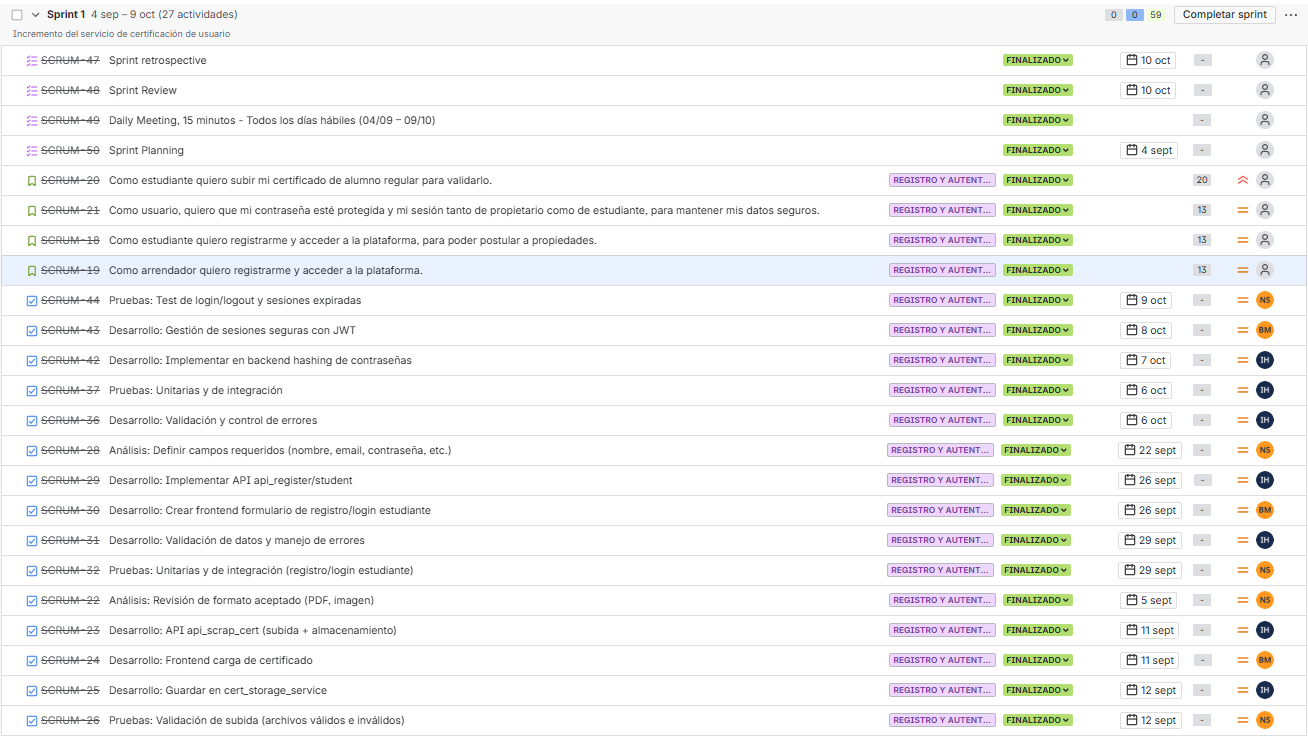 Sprint 1 4 sep – 9 oct (27 actividades) 0 0 59 Completar sprint
Incremento del servicio de certificación de usuario
SCRUM-47 Sprint retrospective FINALIZADO 10 oct -
SCRUM-48 Sprint Review FINALIZADO 10 oct -
SCRUM-49 Daily Meeting, 15 minutos - Todos los días hábiles (04/09 – 09/10) FINALIZADO -
SCRUM-50 Sprint Planning FINALIZADO 4 sept -
SCRUM-20 Como estudiante quiero subir mi certificado de alumno regular para validarlo. REGISTRO Y AUTENT... FINALIZADO 20
SCRUM-21 Como usuario, quiero que mi contraseña esté protegida y mi sesión tanto de propietario como de estudiante, para mantener mis datos seguros. REGISTRO Y AUTENT... FINALIZADO 13
SCRUM-18 Como estudiante quiero registrarme y acceder a la plataforma, para poder postular a propiedades. REGISTRO Y AUTENT... FINALIZADO 13
SCRUM-19 Como arrendador quiero registrarme y acceder a la plataforma. REGISTRO Y AUTENT... FINALIZADO 13
SCRUM-44 Pruebas: Test de login/logout y sesiones expiradas REGISTRO Y AUTENT... FINALIZADO 9 oct - NS
SCRUM-43 Desarrollo: Gestión de sesiones seguras con JWT REGISTRO Y AUTENT... FINALIZADO 8 oct - BM
SCRUM-42 Desarrollo: Implementar en backend hashing de contraseñas REGISTRO Y AUTENT... FINALIZADO 7 oct - IH
SCRUM-37 Pruebas: Unitarias y de integración REGISTRO Y AUTENT... FINALIZADO 6 oct - IH
SCRUM-36 Desarrollo: Validación y control de errores REGISTRO Y AUTENT... FINALIZADO 6 oct - IH
SCRUM-28 Análisis: Definir campos requeridos (nombre, email, contraseña, etc.) REGISTRO Y AUTENT... FINALIZADO 22 sept - NS
SCRUM-29 Desarrollo: Implementar API api_register/student REGISTRO Y AUTENT... FINALIZADO 26 sept - IH
SCRUM-30 Desarrollo: Crear frontend formulario de registro/login estudiante REGISTRO Y AUTENT... FINALIZADO 26 sept - BM
SCRUM-31 Desarrollo: Validación de datos y manejo de errores REGISTRO Y AUTENT... FINALIZADO 29 sept - IH
SCRUM-32 Pruebas: Unitarias y de integración (registro/login estudiante) REGISTRO Y AUTENT... FINALIZADO 29 sept - NS
SCRUM-22 Análisis: Revisión de formato aceptado (PDF, imagen) REGISTRO Y AUTENT... FINALIZADO 5 sept - NS
SCRUM-23 Desarrollo: API api_scrap_cert (subida + almacenamiento) REGISTRO Y AUTENT... FINALIZADO 11 sept - IH
SCRUM-24 Desarrollo: Frontend carga de certificado REGISTRO Y AUTENT... FINALIZADO 11 sept - BM
SCRUM-25 Desarrollo: Guardar en cert_storage_service REGISTRO Y AUTENT... FINALIZADO 12 sept - IH
SCRUM-26 Pruebas: Validación de subida (archivos válidos e inválidos) REGISTRO Y AUTENT... FINALIZADO 12 sept - NS